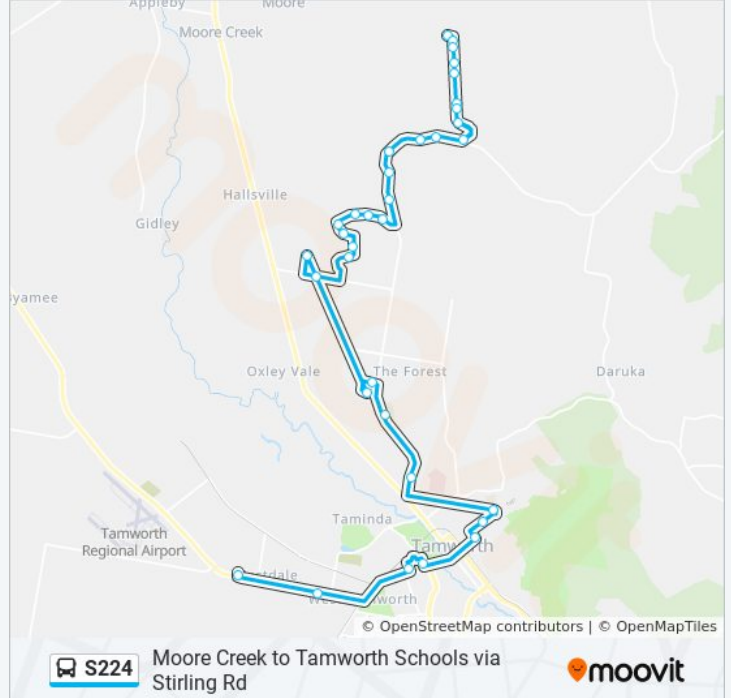 Appleby
Moore
Moore Creek
Hallsville
Gidley
yamee
Oxley Vale
The Forest
Daruka
Taminda
Tamworth
Regional Airport
Tamworth
© OpenStreetMap contributors | © OpenMapTiles
S224
Moore Creek to Tamworth Schools via
Stirling Rd
moovit